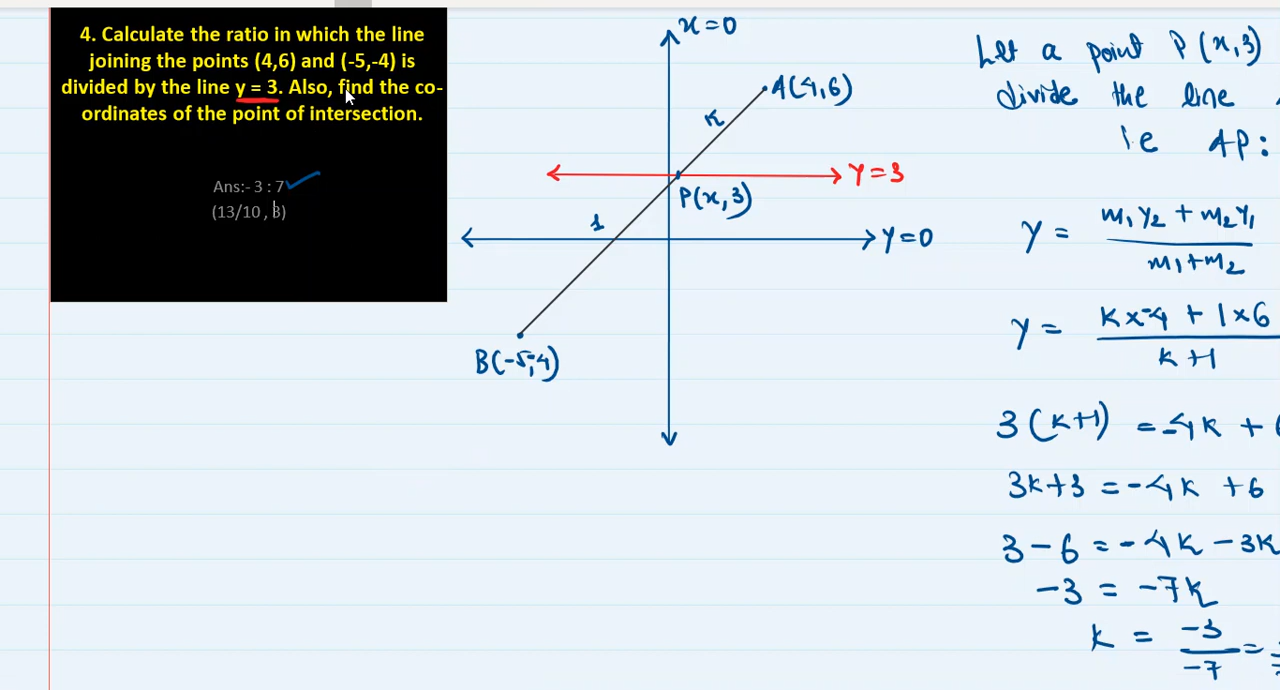 4. Calculate the ratio in which the line
joining the points (4,6) and (-5,-4) is
divided by the line y = 3. Also, find the co-
ordinates of the point of intersection.
Ans:- 3 : 7
(13/10 , 3)
x=0
A(4,6)
k
Y=3
P(x,3)
1
Y=0
B(-5,-4)
Let a point P(x,3)
divide the line
ie AP:
y = m₁y₂ + m₂y₁
m₁+m₂
y = k×-4 + 1×6
k+1
3(k+1) = -4k +
3k+3 = -4k +6
3-6 = -4k -3k
-3 = -7k
k = -3
-7 =